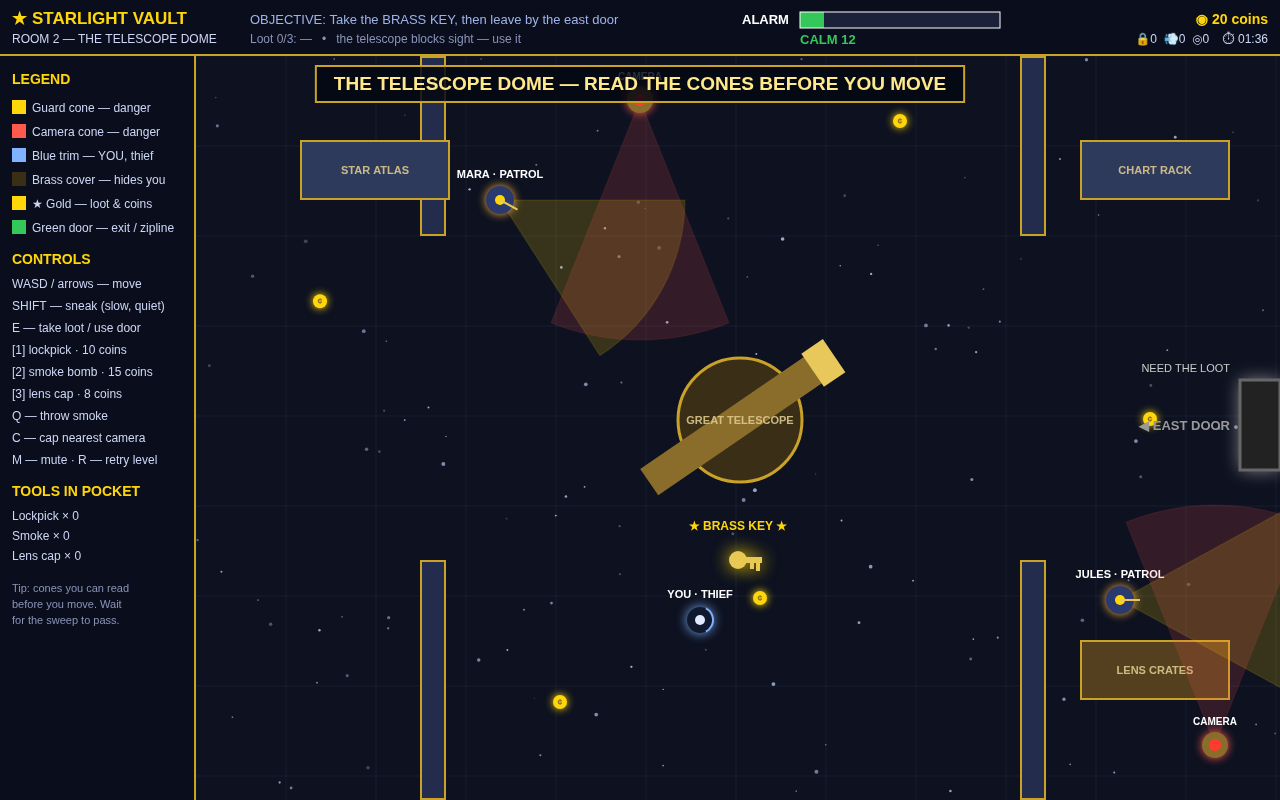 ★ STARLIGHT VAULT
ROOM 2 — THE TELESCOPE DOME
OBJECTIVE: Take the BRASS KEY, then leave by the east door
Loot 0/3: — • the telescope blocks sight — use it
ALARM
CALM 12
◉ 20 coins
🔒0 💨0 ◎0 ⏱ 01:36
LEGEND
Guard cone — danger
Camera cone — danger
Blue trim — YOU, thief
Brass cover — hides you
★ Gold — loot & coins
Green door — exit / zipline
CONTROLS
WASD / arrows — move
SHIFT — sneak (slow, quiet)
E — take loot / use door
[1] lockpick · 10 coins
[2] smoke bomb · 15 coins
[3] lens cap · 8 coins
Q — throw smoke
C — cap nearest camera
M — mute · R — retry level
TOOLS IN POCKET
Lockpick × 0
Smoke × 0
Lens cap × 0
Tip: cones you can read
before you move. Wait
for the sweep to pass.
THE TELESCOPE DOME — READ THE CONES BEFORE YOU MOVE
STAR ATLAS
MARA · PATROL
CHART RACK
GREAT TELESCOPE
NEED THE LOOT
◀ EAST DOOR
★ BRASS KEY ★
YOU · THIEF
JULES · PATROL
LENS CRATES
CAMERA